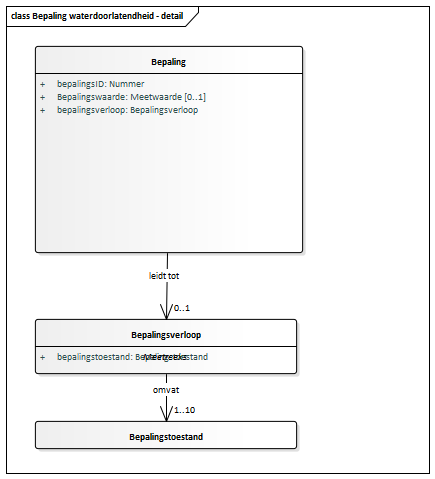 class Bepaling waterdoorlatendheid - detail
Bepaling
+ bepalingsID: Nummer
+ Bepalingswaarde: Meetwaarde [0..1]
+ bepalingsverloop: Bepalingsverloop
leidt tot
0..1
Bepalingsverloop
+ bepalingstoestand: Bepalingstoestand
omvat
1..10
Bepalingstoestand